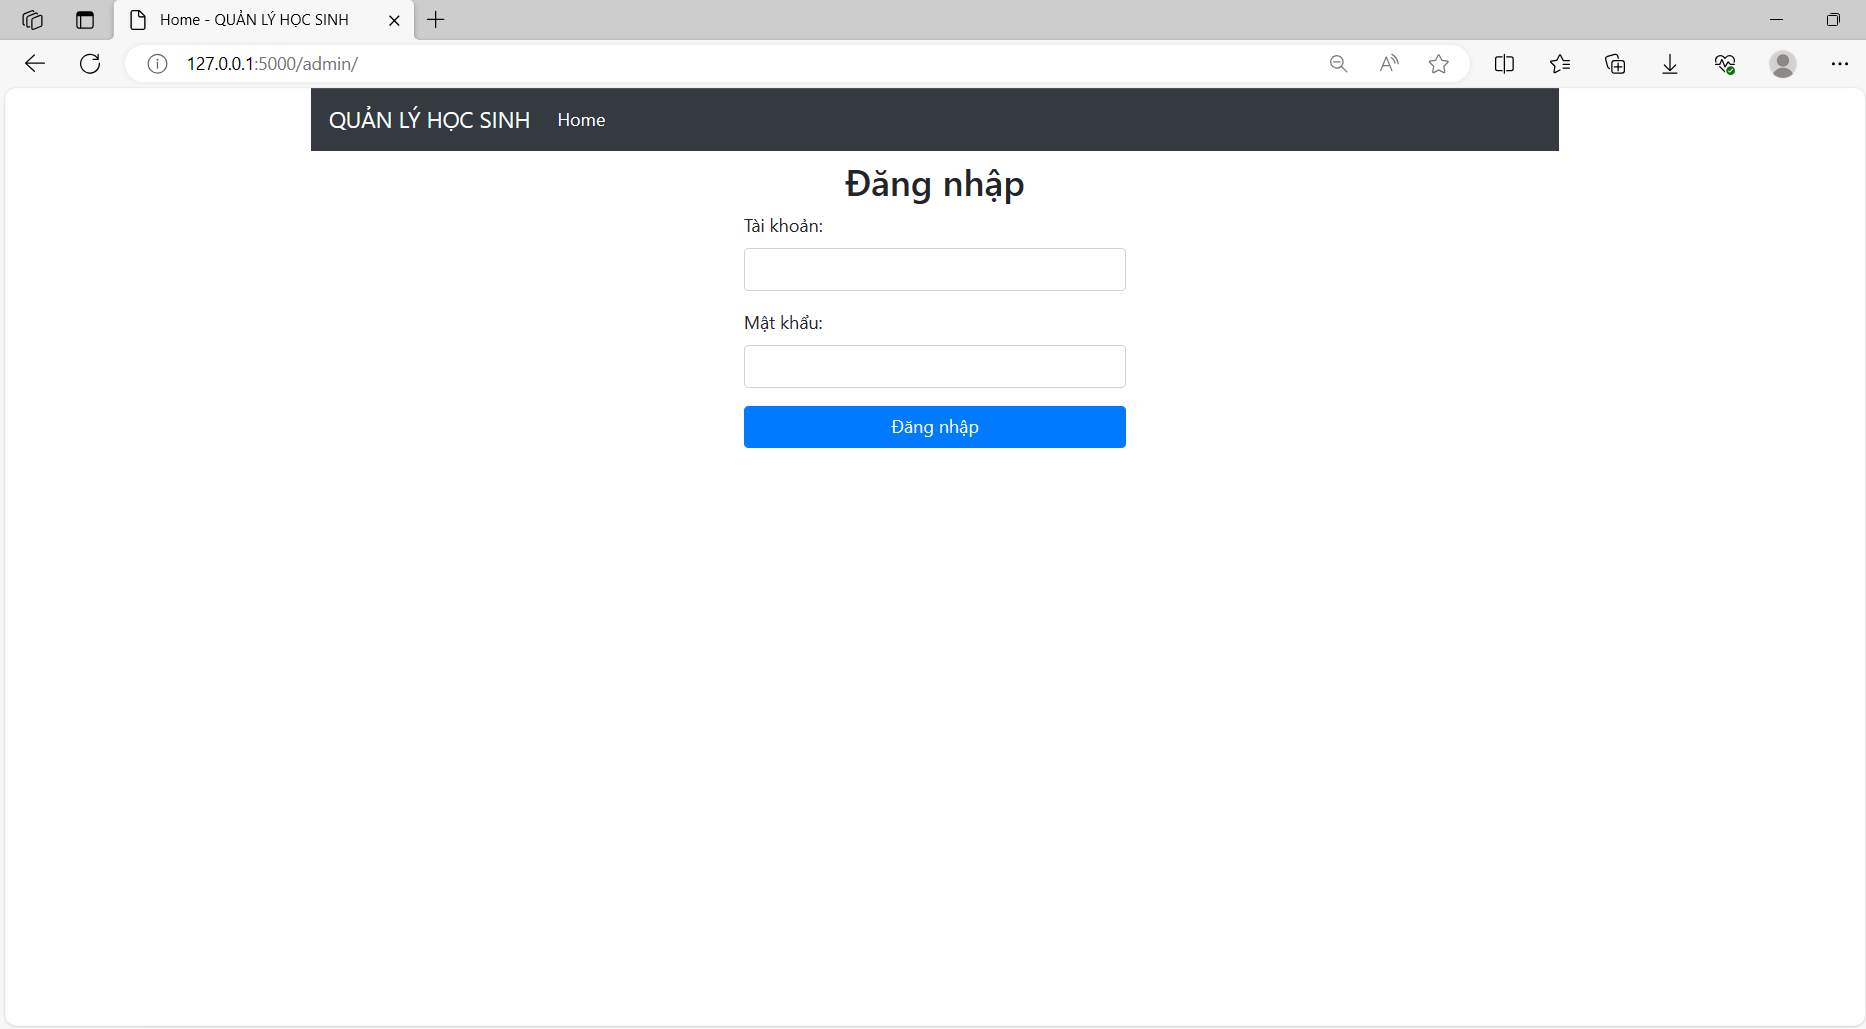 Home - QUẢN LÝ HỌC SINH
127.0.0.1:5000/admin/
QUẢN LÝ HỌC SINH Home
Đăng nhập
Tài khoản:
Mật khẩu:
Đăng nhập